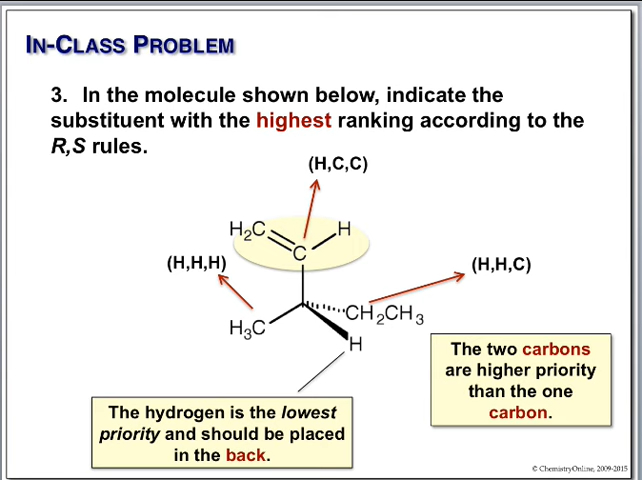 IN-CLASS PROBLEM
3. In the molecule shown below, indicate the
substituent with the highest ranking according to the
R,S rules.
(H,C,C)
H₂C
H
C
(H,H,H)
(H,H,C)
H₃C
CH₂CH₃
H
The two carbons
are higher priority
than the one
carbon.
The hydrogen is the lowest
priority and should be placed
in the back.
© ChemistryOnline, 2009-2015